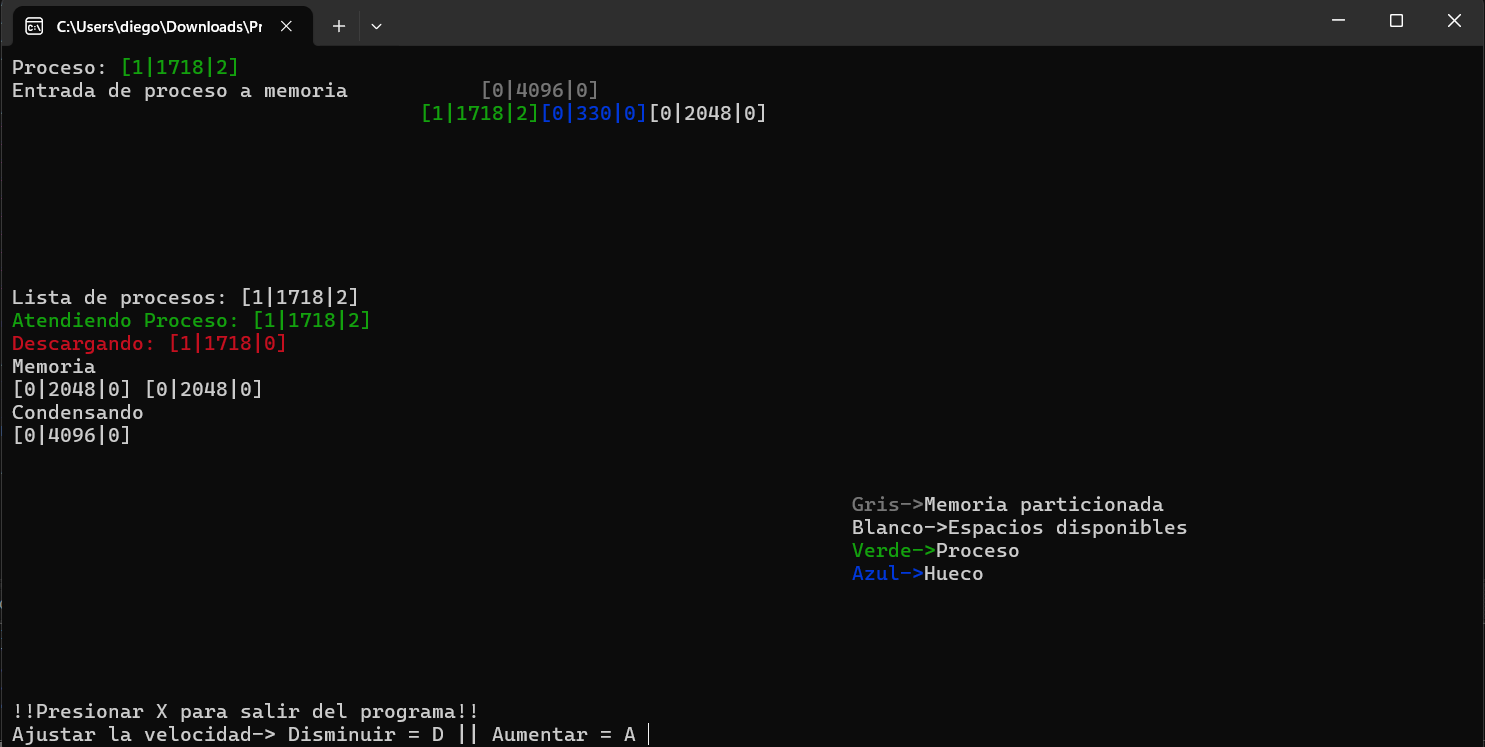 C:\Users\diego\Downloads\Pr
Proceso: [1|1718|2]
Entrada de proceso a memoria [0|4096|0]
[1|1718|2][0|330|0][0|2048|0]
Lista de procesos: [1|1718|2]
Atendiendo Proceso: [1|1718|2]
Descargando: [1|1718|0]
Memoria
[0|2048|0] [0|2048|0]
Condensando
[0|4096|0]
Gris->Memoria particionada
Blanco->Espacios disponibles
Verde->Proceso
Azul->Hueco
!!Presionar X para salir del programa!!
Ajustar la velocidad-> Disminuir = D || Aumentar = A